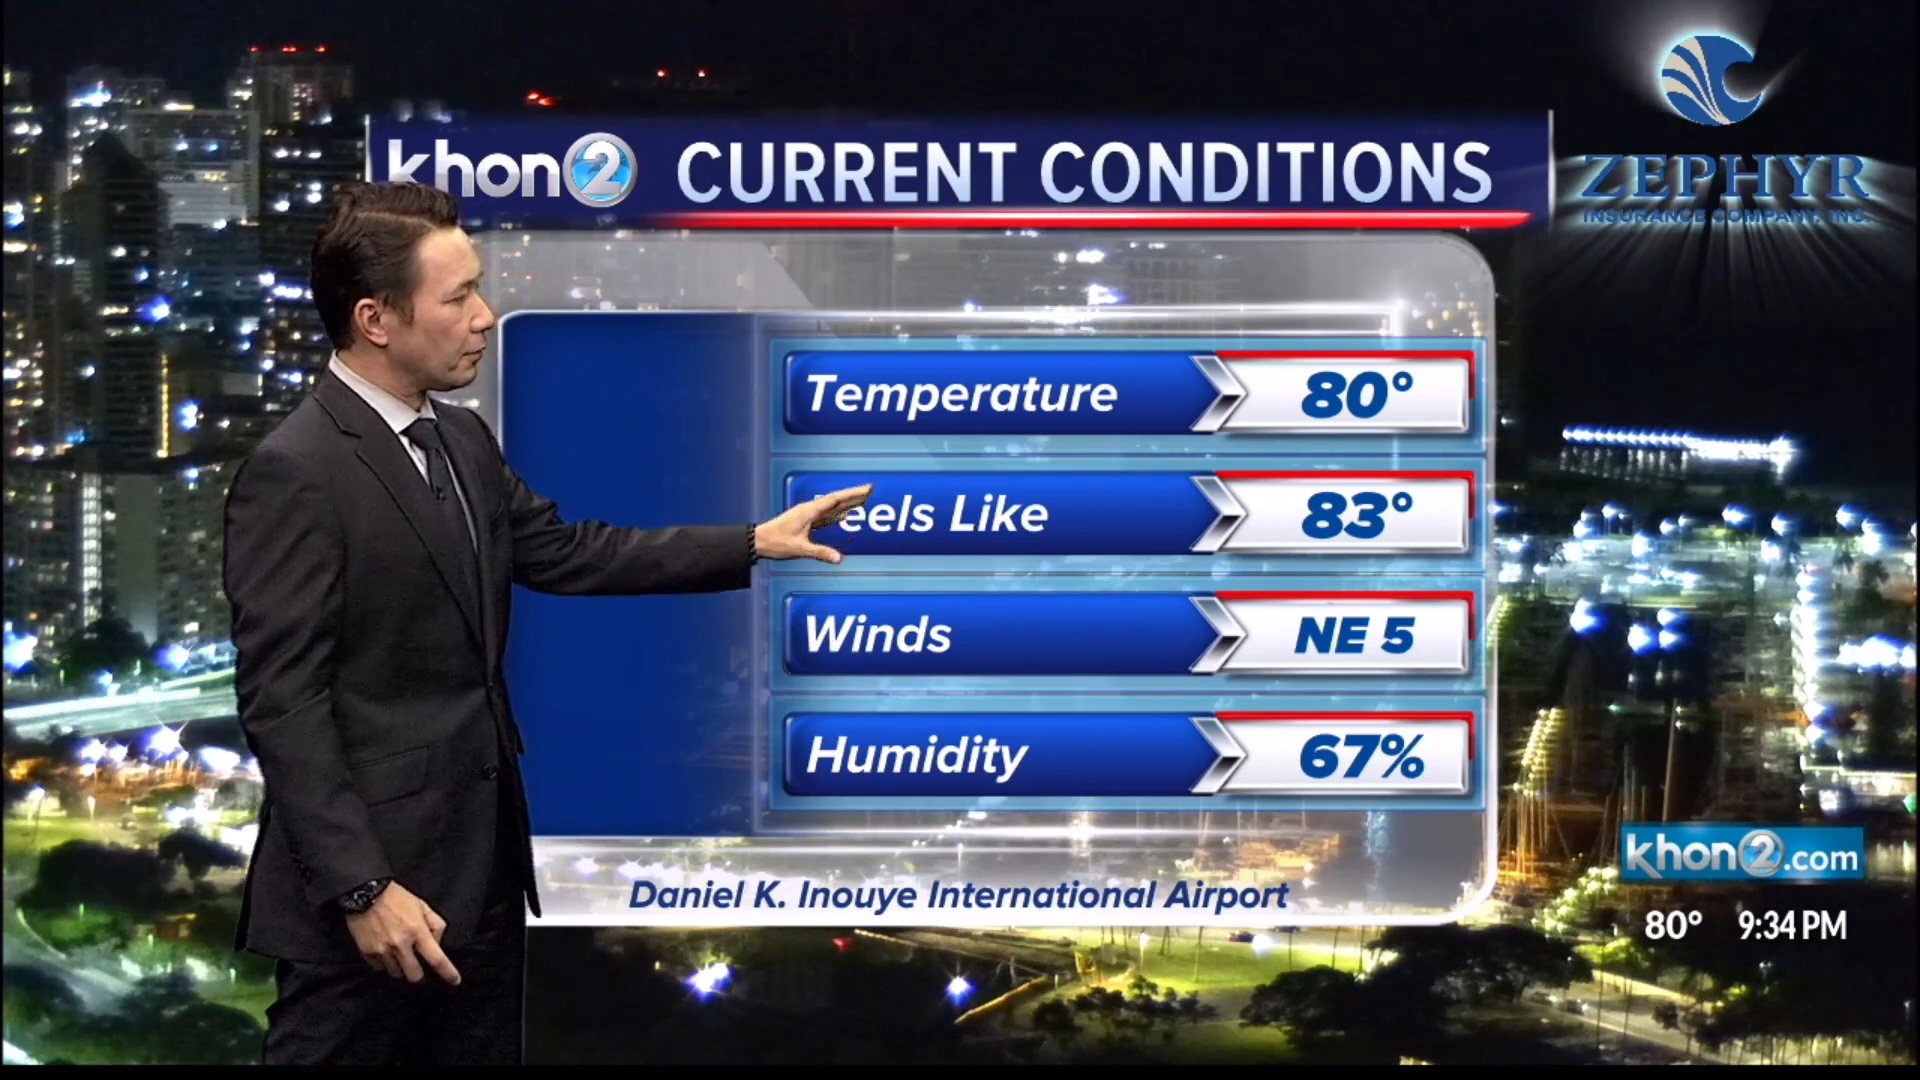 khon2 CURRENT CONDITIONS
ZEPHYR
INSURANCE COMPANY, INC.
Temperature 80°
Feels Like 83°
Winds NE 5
Humidity 67%
Daniel K. Inouye International Airport
khon2.com
80° 9:34 PM